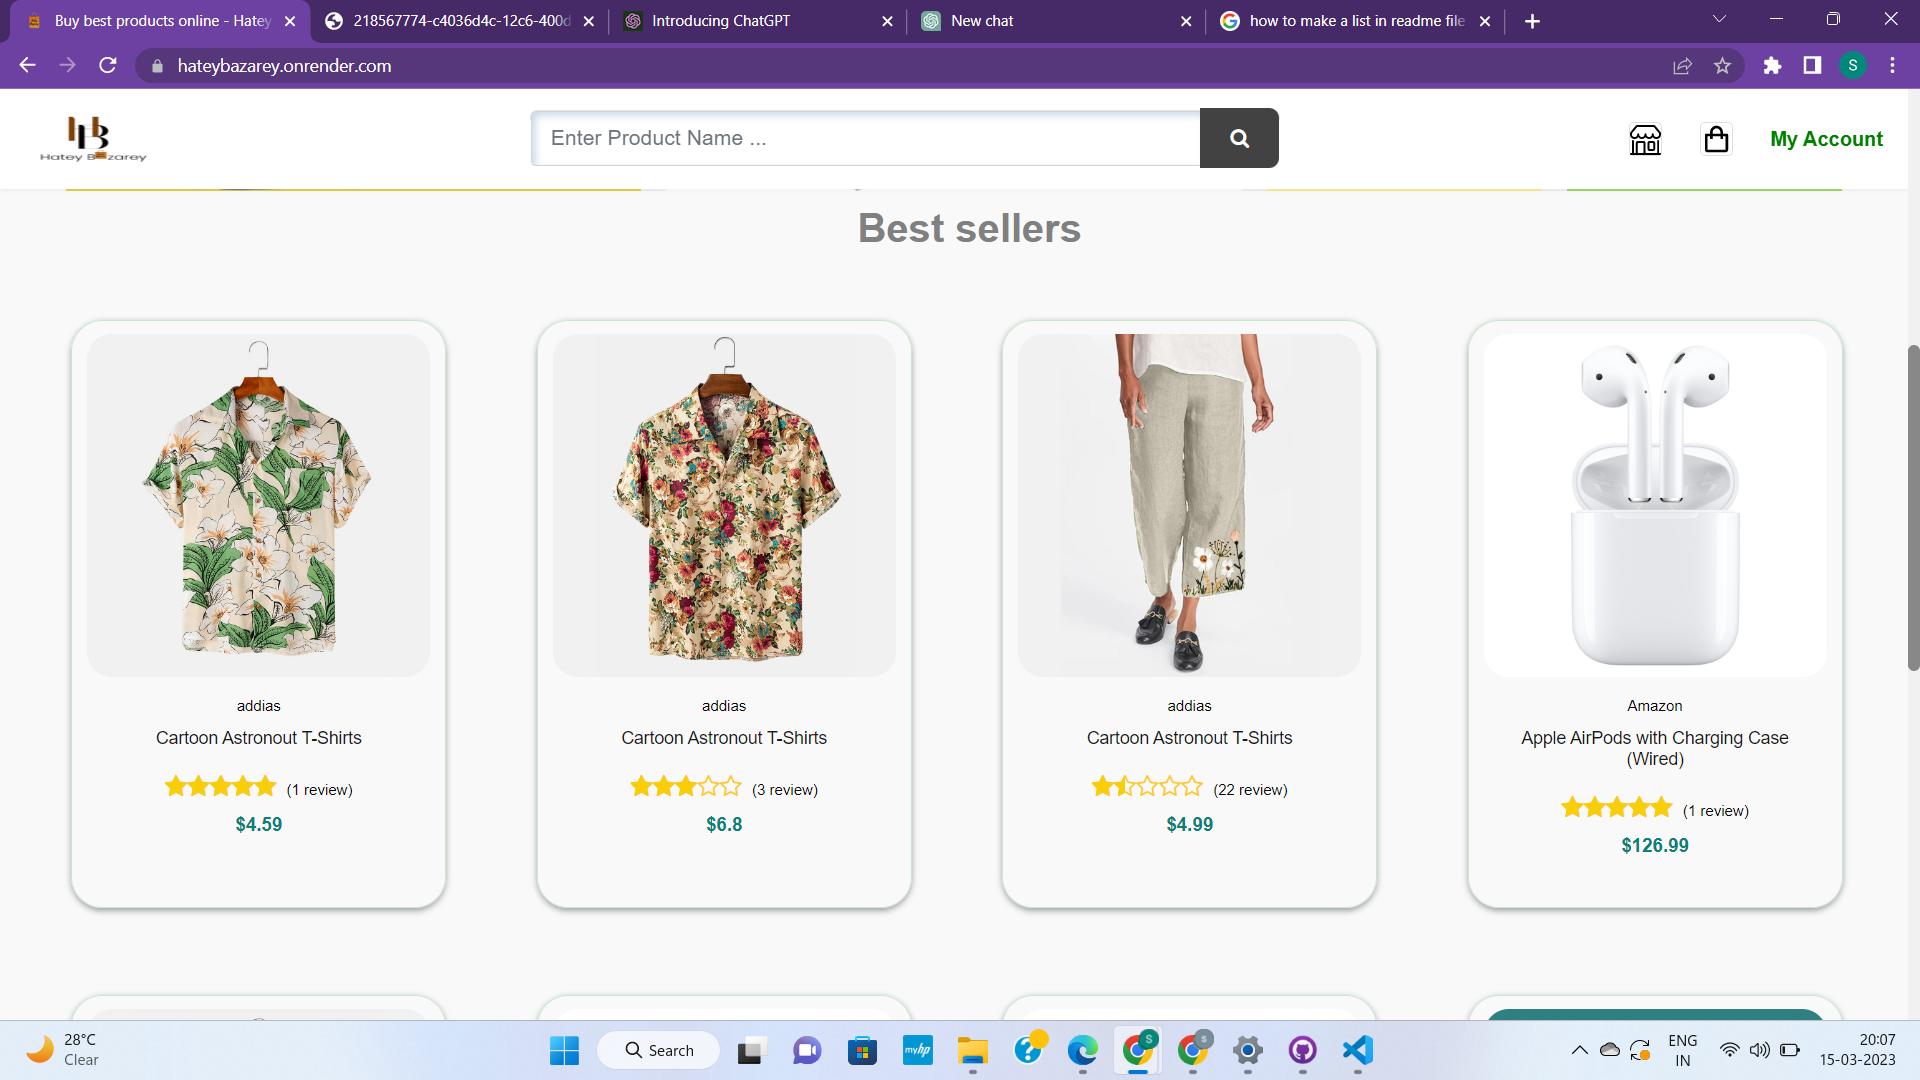 Buy best products online - Hatey
218567774-c4036d4c-12c6-400d
Introducing ChatGPT
New chat
how to make a list in readme file
hateybazarey.onrender.com
S
HB
Hatey Bazarey
Enter Product Name ...
My Account
Best sellers
addias
Cartoon Astronout T-Shirts
(1 review)
$4.59
addias
Cartoon Astronout T-Shirts
(3 review)
$6.8
addias
Cartoon Astronout T-Shirts
(22 review)
$4.99
Amazon
Apple AirPods with Charging Case
(Wired)
(1 review)
$126.99
28°C
Clear
Search
myhp
S
S
ENG
IN
20:07
15-03-2023